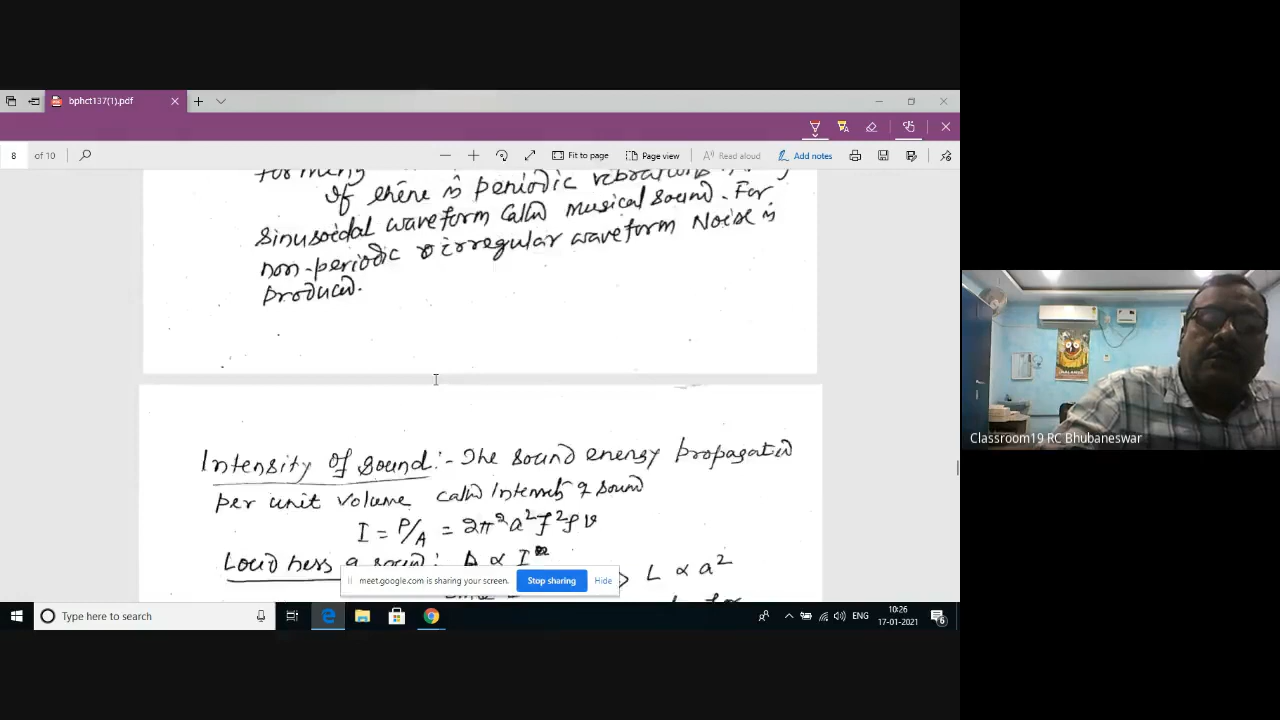 bphct137(1).pdf
8 of 10
Fit to page
Page view
Read aloud
Add notes
If there is periodic
sinusoidal waveform called musical sound. For
non-periodic or irregular waveform Noise is
produced.
Intensity of sound :- The sound energy propagated
per unit volume called Intensity of sound
I = P/A = 2π²a²f²ρv
Loudness of sound :
L ∝ a²
meet.google.com is sharing your screen.
Stop sharing
Hide
Type here to search
ENG
10:26
17-01-2021
6
Classroom19 RC Bhubaneswar